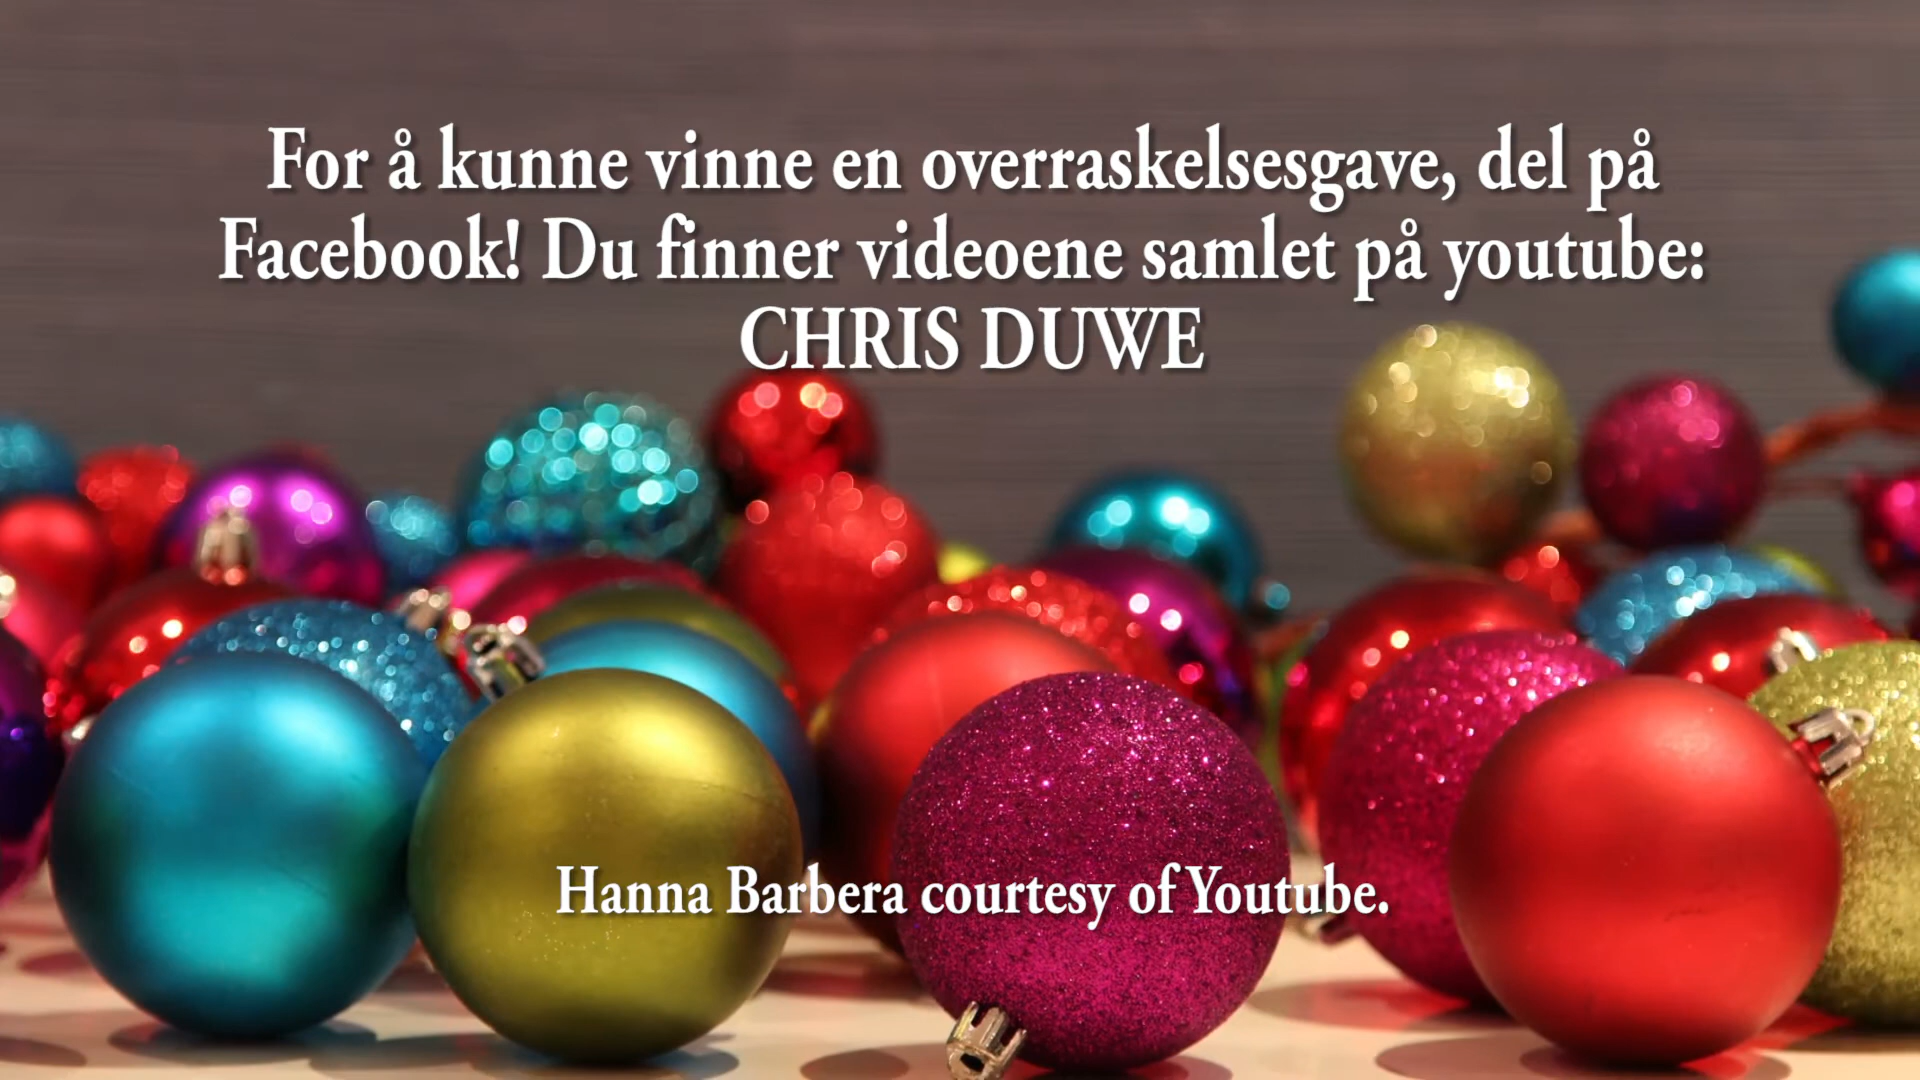 For å kunne vinne en overraskelsesgave, del på
Facebook! Du finner videoene samlet på youtube:
CHRIS DUWE
Hanna Barbera courtesy of Youtube.